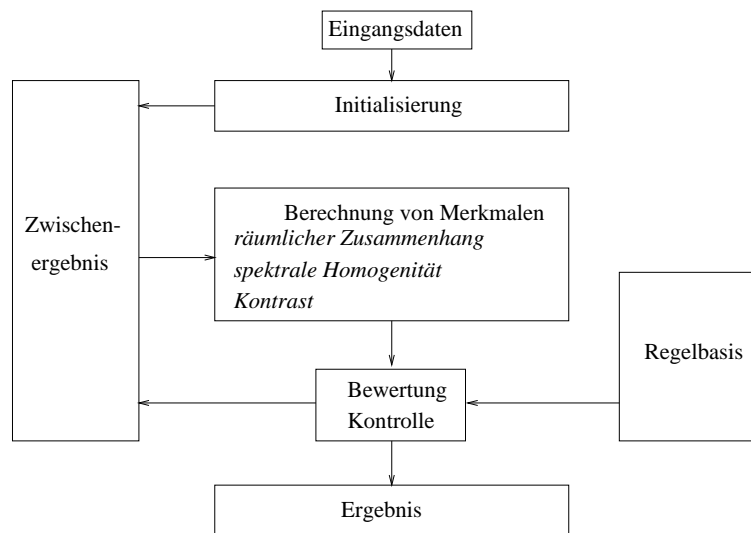 Eingangsdaten
Initialisierung
Zwischen-
ergebnis
Berechnung von Merkmalen
räumlicher Zusammenhang
spektrale Homogenität
Kontrast
Regelbasis
Bewertung
Kontrolle
Ergebnis